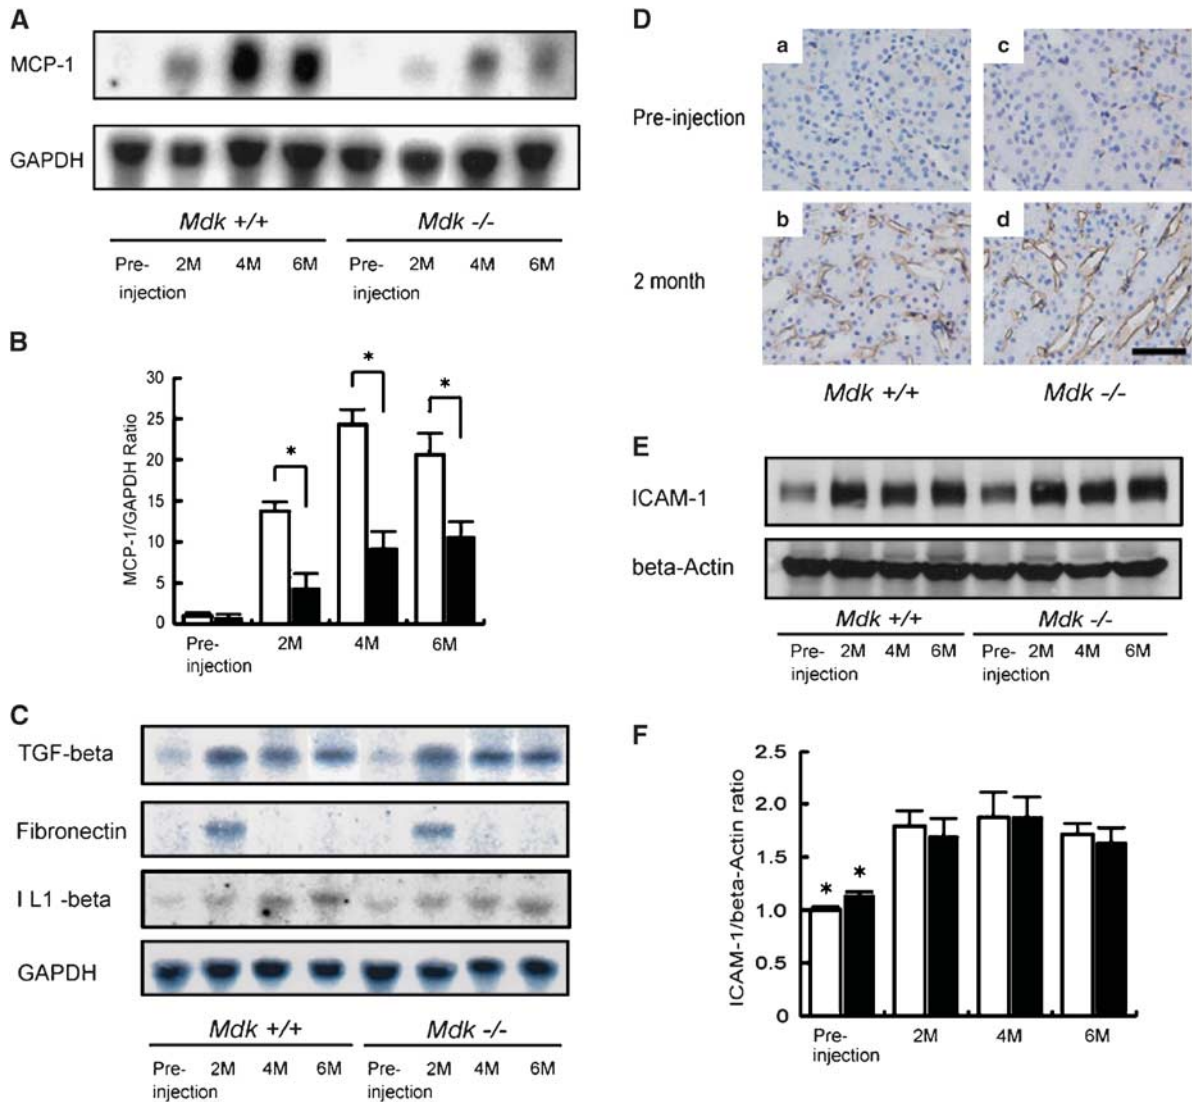 A
MCP-1
GAPDH
Mdk +/+ Mdk -/-
Pre-injection 2M 4M 6M Pre-injection 2M 4M 6M
B
MCP-1/GAPDH Ratio
30
25
20
15
10
5
0
* * *
Pre-injection 2M 4M 6M
C
TGF-beta
Fibronectin
I L1 -beta
GAPDH
Mdk +/+ Mdk -/-
Pre-injection 2M 4M 6M Pre-injection 2M 4M 6M
D
a c
Pre-injection
b d
2 month
Mdk +/+ Mdk -/-
E
ICAM-1
beta-Actin
Mdk +/+ Mdk -/-
Pre-injection 2M 4M 6M Pre-injection 2M 4M 6M
F
ICAM-1/beta-Actin ratio
2.5
2.0
1.5
1.0
0.5
0
* *
Pre-injection 2M 4M 6M